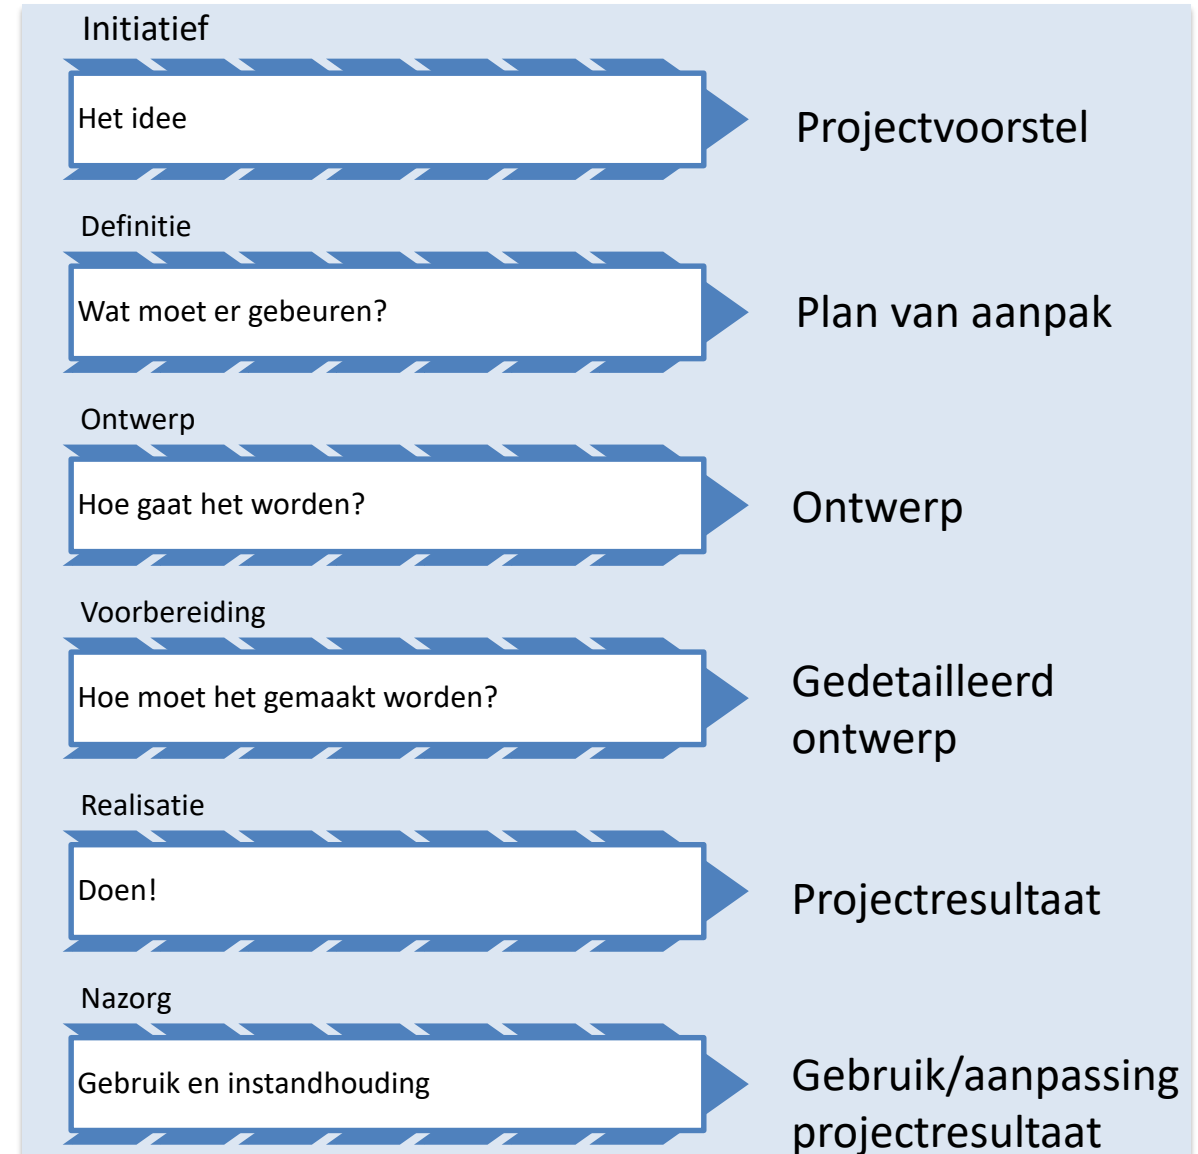 Initiatief
Het idee
Projectvoorstel
Definitie
Wat moet er gebeuren?
Plan van aanpak
Ontwerp
Hoe gaat het worden?
Ontwerp
Voorbereiding
Hoe moet het gemaakt worden?
Gedetailleerd
ontwerp
Realisatie
Doen!
Projectresultaat
Nazorg
Gebruik en instandhouding
Gebruik/aanpassing
projectresultaat